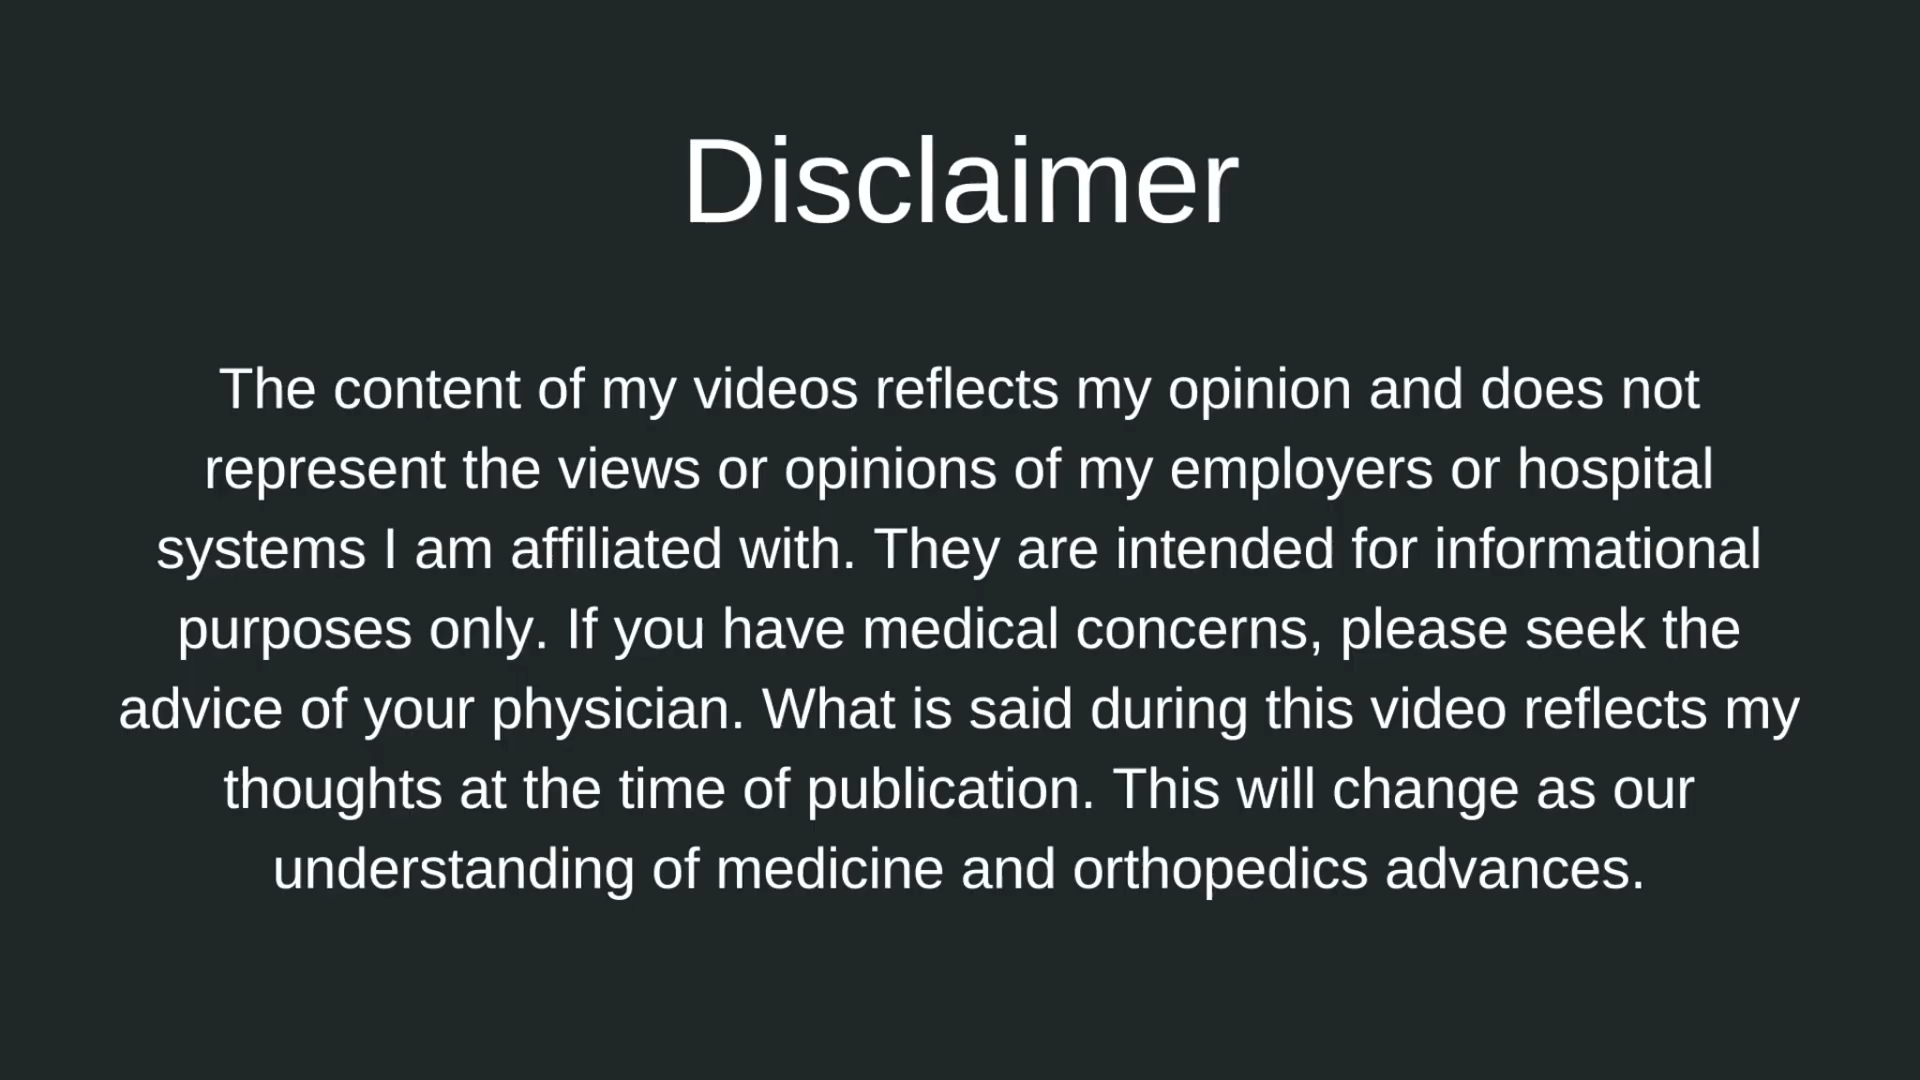 Disclaimer
The content of my videos reflects my opinion and does not
represent the views or opinions of my employers or hospital
systems I am affiliated with. They are intended for informational
purposes only. If you have medical concerns, please seek the
advice of your physician. What is said during this video reflects my
thoughts at the time of publication. This will change as our
understanding of medicine and orthopedics advances.